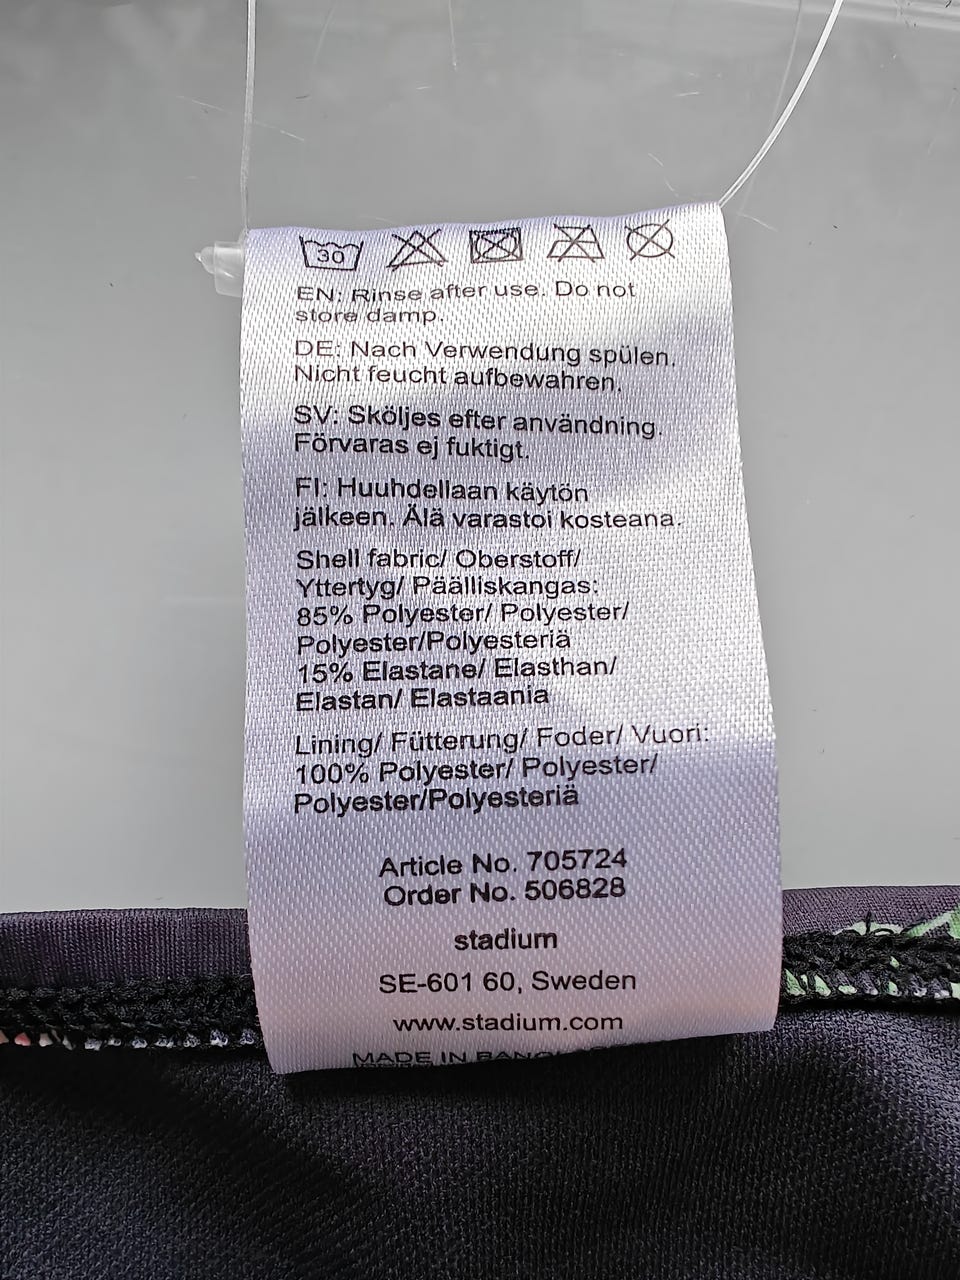 30
EN: Rinse after use. Do not
store damp.
DE: Nach Verwendung spülen.
Nicht feucht aufbewahren.
SV: Sköljes efter användning.
Förvaras ej fuktigt.
FI: Huuhdellaan käytön
jälkeen. Älä varastoi kosteana.
Shell fabric/ Oberstoff/
Yttertyg/ Päälliskangas:
85% Polyester/ Polyester/
Polyester/Polyesteriä
15% Elastane/ Elasthan/
Elastan/ Elastaania
Lining/ Fütterung/ Foder/ Vuori:
100% Polyester/ Polyester/
Polyester/Polyesteriä
Article No. 705724
Order No. 506828
stadium
SE-601 60, Sweden
www.stadium.com
MADE IN